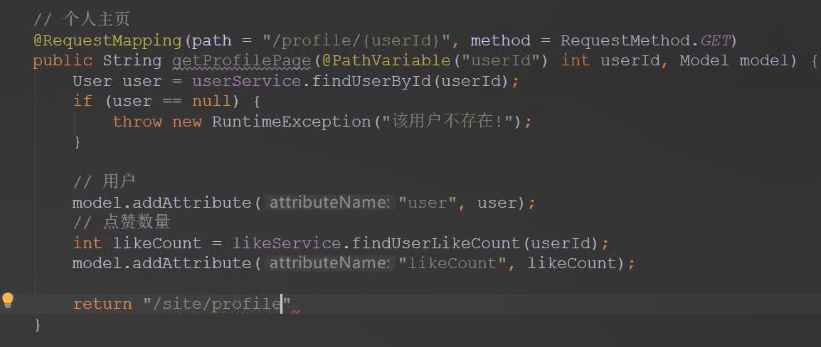 // 个人主页
@RequestMapping(path = "/profile/{userId}", method = RequestMethod.GET)
public String getProfilePage(@PathVariable("userId") int userId, Model model) {
    User user = userService.findUserById(userId);
    if (user == null) {
        throw new RuntimeException("该用户不存在!");
    }

    // 用户
    model.addAttribute( attributeName: "user", user);
    // 点赞数量
    int likeCount = likeService.findUserLikeCount(userId);
    model.addAttribute( attributeName: "likeCount", likeCount);

    return "/site/profile"
}